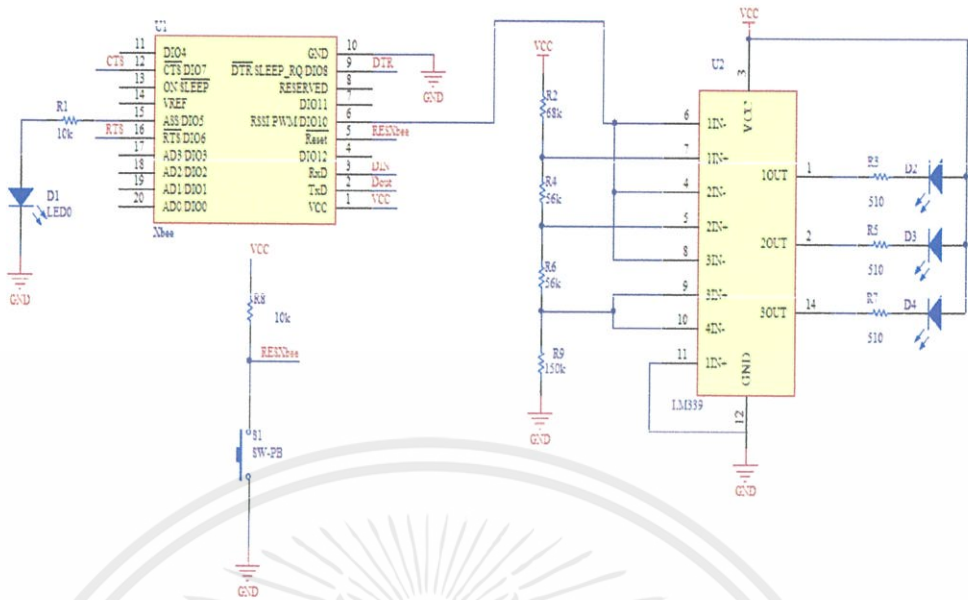 U1
11 DIO4
12 CTS DIO7
13 ON SLEEP
14 VREF
15 ASS DIO5
16 RTS DIO6
17 AD3 DIO3
18 AD2 DIO2
19 AD1 DIO1
20 AD0 DIO0
GND 10
DTR SLEEP_RQ DIO8 9
RESERVED 8
DIO11 7
RSSI PWM DIO10 6
Reset 5
DIO12 4
RxD 3
TxD 2
VCC 1
Xbee
CTS
RTS
DTR
GND
RESXbee
DIN
Dout
VCC
R1
10k
D1
LED0
GND
VCC
R8
10k
RESXbee
S1
SW-PB
GND
VCC
R2
68k
R4
56k
R6
56k
R9
150k
GND
VCC
U2
3
VCC
6 1IN-
7 1IN+
4 2IN-
5 2IN+
8 3IN-
9 3IN+
10 4IN-
11 1IN+
1OUT 1
2OUT 2
3OUT 14
GND
12
LM339
GND
R3
510
D2
R5
510
D3
R7
510
D4